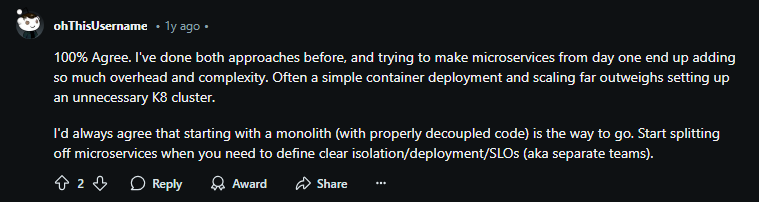 ohThisUsername • 1y ago •
100% Agree. I've done both approaches before, and trying to make microservices from day one end up adding
so much overhead and complexity. Often a simple container deployment and scaling far outweighs setting up
an unnecessary K8 cluster.
I'd always agree that starting with a monolith (with properly decoupled code) is the way to go. Start splitting
off microservices when you need to define clear isolation/deployment/SLOs (aka separate teams).
2 Reply Award Share ...